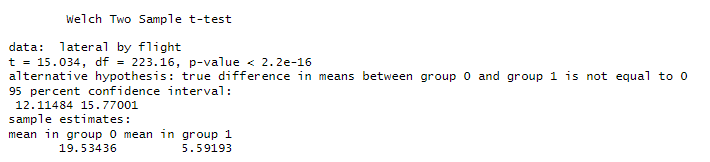 Welch Two Sample t-test
data:  lateral by flight
t = 15.034, df = 223.16, p-value < 2.2e-16
alternative hypothesis: true difference in means between group 0 and group 1 is not equal to 0
95 percent confidence interval:
 12.11484 15.77001
sample estimates:
mean in group 0 mean in group 1
       19.53436         5.59193